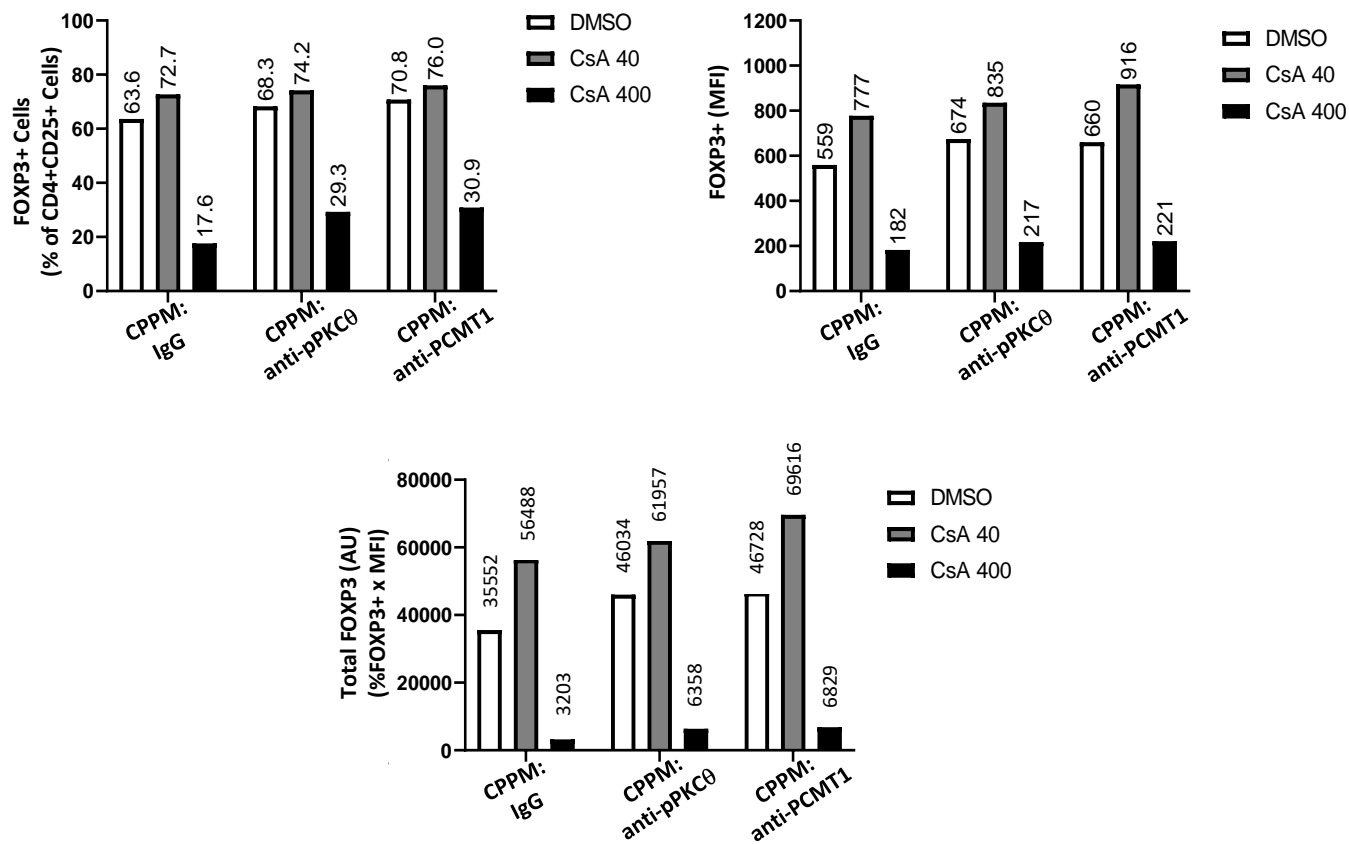 FOXP3+ Cells
(% of CD4+CD25+ Cells)
100
80
60
40
20
0
63.6
72.7
17.6
68.3
74.2
29.3
70.8
76.0
30.9
CPPM:
IgG
CPPM:
anti-pPKCθ
CPPM:
anti-PCMT1
DMSO
CsA 40
CsA 400
FOXP3+ (MFI)
1200
1000
800
600
400
200
0
559
777
182
674
835
217
660
916
221
CPPM:
IgG
CPPM:
anti-pPKCθ
CPPM:
anti-PCMT1
DMSO
CsA 40
CsA 400
Total FOXP3 (AU)
(%FOXP3+ x MFI)
80000
60000
40000
20000
0
35552
56488
3203
46034
61957
6358
46728
69616
6829
CPPM:
IgG
CPPM:
anti-pPKCθ
CPPM:
anti-PCMT1
DMSO
CsA 40
CsA 400